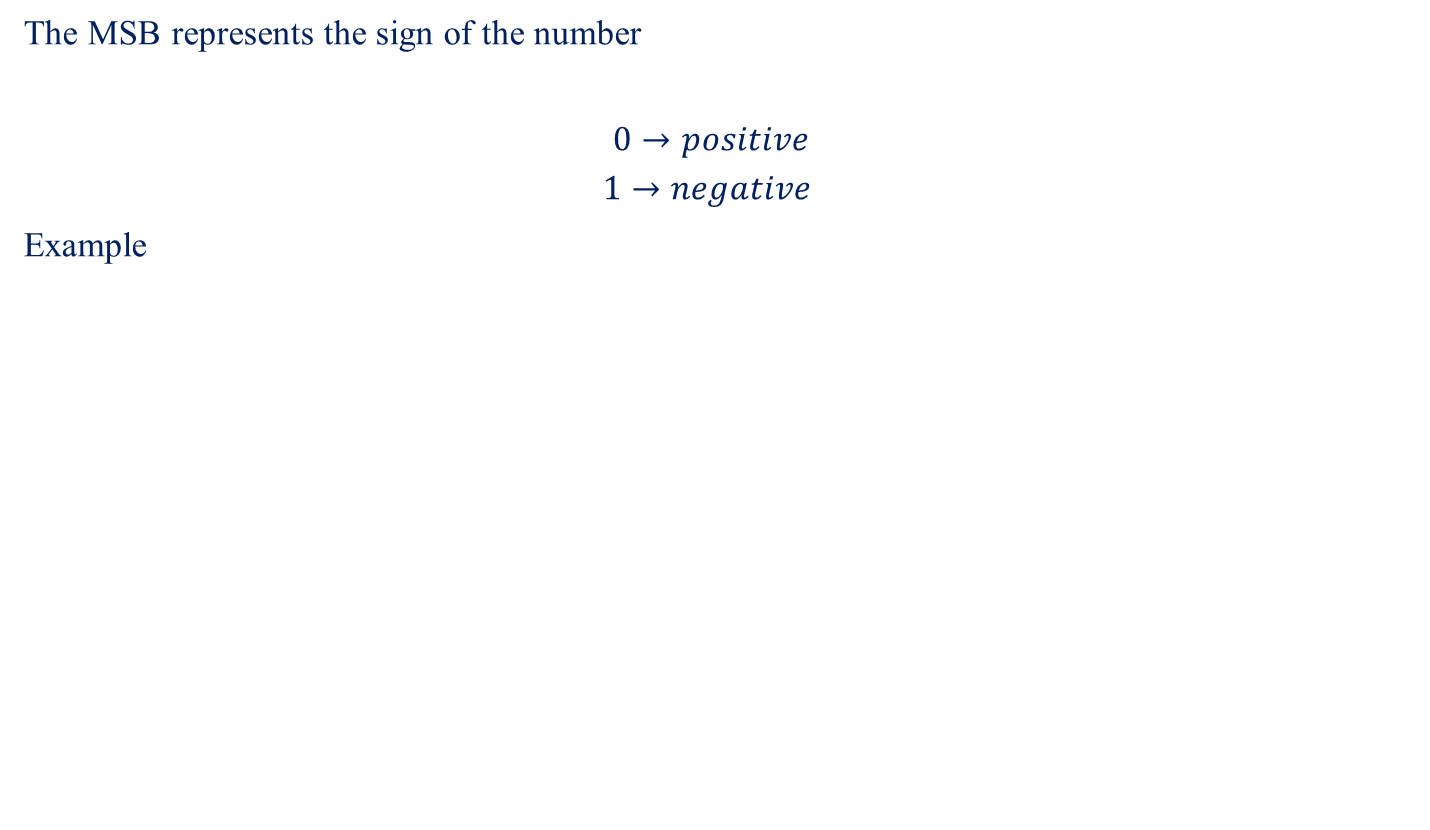 The MSB represents the sign of the number
0 → positive
1 → negative
Example